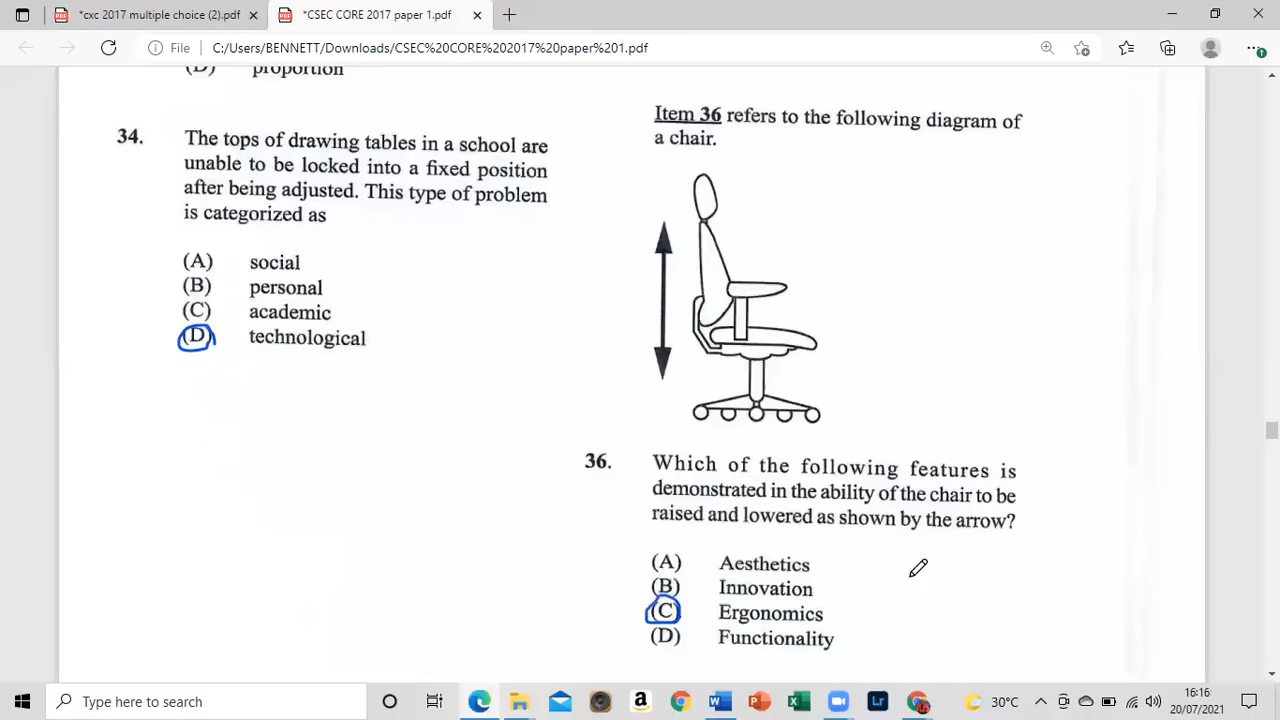 *cxc 2017 multiple choice (2).pdf
*CSEC CORE 2017 paper 1.pdf
File
C:/Users/BENNETT/Downloads/CSEC%20CORE%202017%20paper%201.pdf
(D) proportion
34. The tops of drawing tables in a school are
unable to be locked into a fixed position
after being adjusted. This type of problem
is categorized as
(A) social
(B) personal
(C) academic
(D) technological
Item 36 refers to the following diagram of
a chair.
36. Which of the following features is
demonstrated in the ability of the chair to be
raised and lowered as shown by the arrow?
(A) Aesthetics
(B) Innovation
(C) Ergonomics
(D) Functionality
Type here to search
30°C
16:16
20/07/2021